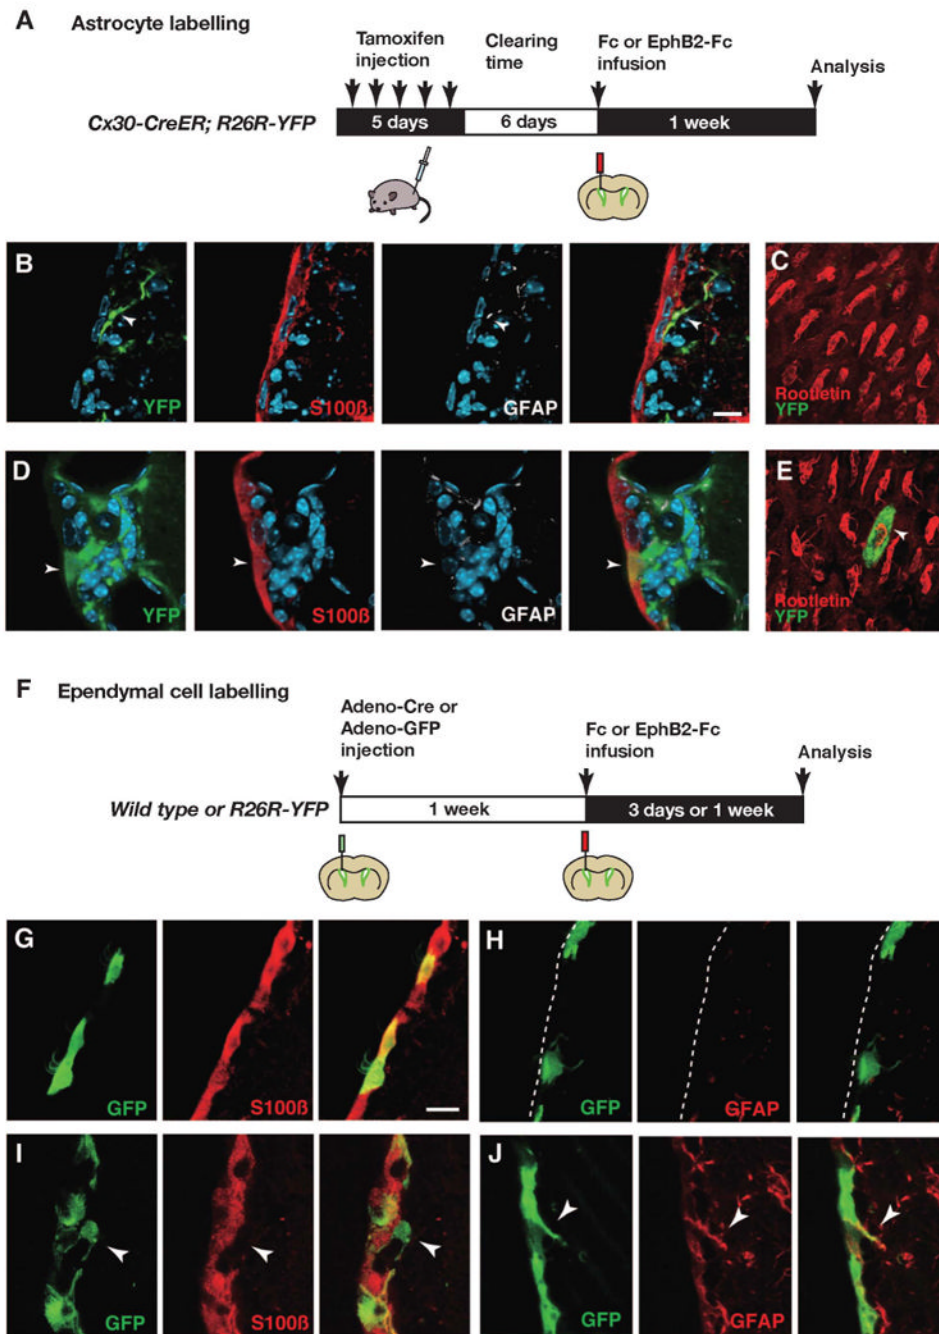 A Astrocyte labelling
Tamoxifen
injection
Clearing
time
Fc or EphB2-Fc
infusion
Analysis
Cx30-CreER; R26R-YFP
5 days
6 days
1 week
B
YFP
S100ß
GFAP
C
Rootletin
YFP
D
YFP
S100ß
GFAP
E
Rootletin
YFP
F Ependymal cell labelling
Adeno-Cre or
Adeno-GFP
injection
Fc or EphB2-Fc
infusion
Analysis
Wild type or R26R-YFP
1 week
3 days or 1 week
G
GFP
S100ß
H
GFP
GFAP
I
GFP
S100ß
J
GFP
GFAP